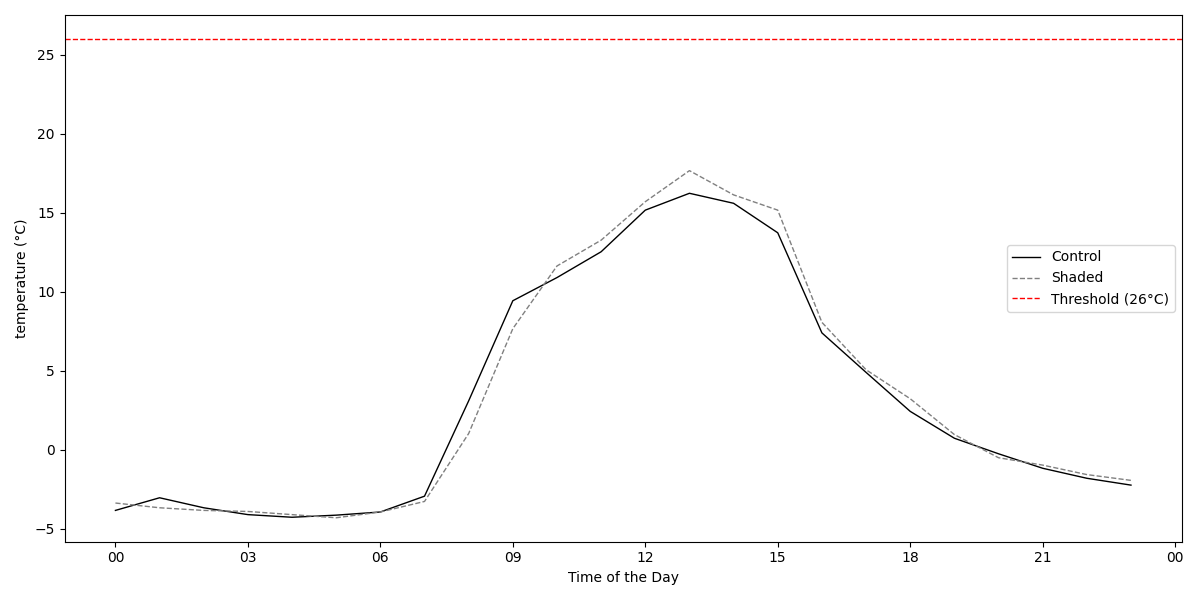 25
20
15
10
5
0
−5
temperature (°C)
Control
Shaded
Threshold (26°C)
00 03 06 09 12 15 18 21 00
Time of the Day